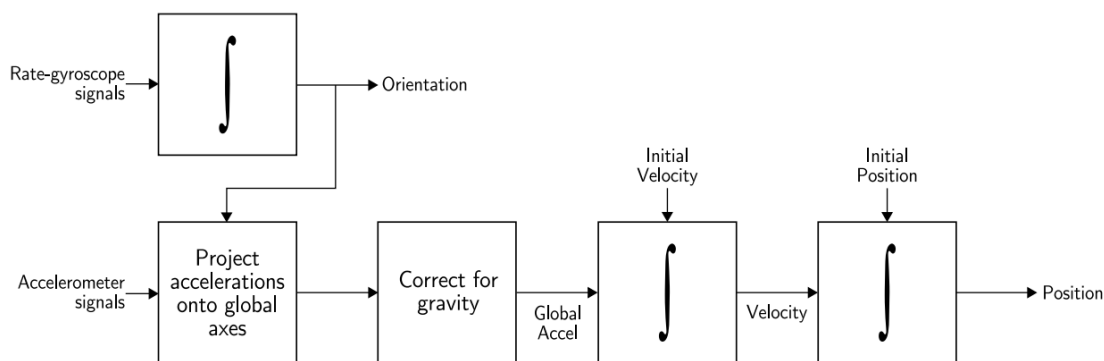 Rate-gyroscope
signals
∫
Orientation
Initial
Velocity
Initial
Position
Accelerometer
signals
Project
accelerations
onto global
axes
Correct for
gravity
Global
Accel
∫
Velocity
∫
Position